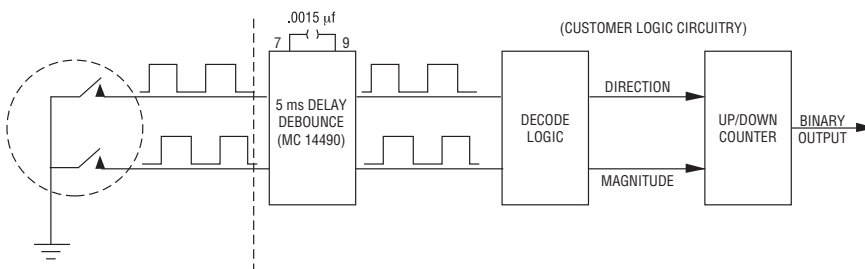 .0015 µf
7 9
(CUSTOMER LOGIC CIRCUITRY)
5 ms DELAY
DEBOUNCE
(MC 14490)
DECODE
LOGIC
DIRECTION
MAGNITUDE
UP/DOWN
COUNTER
BINARY
OUTPUT